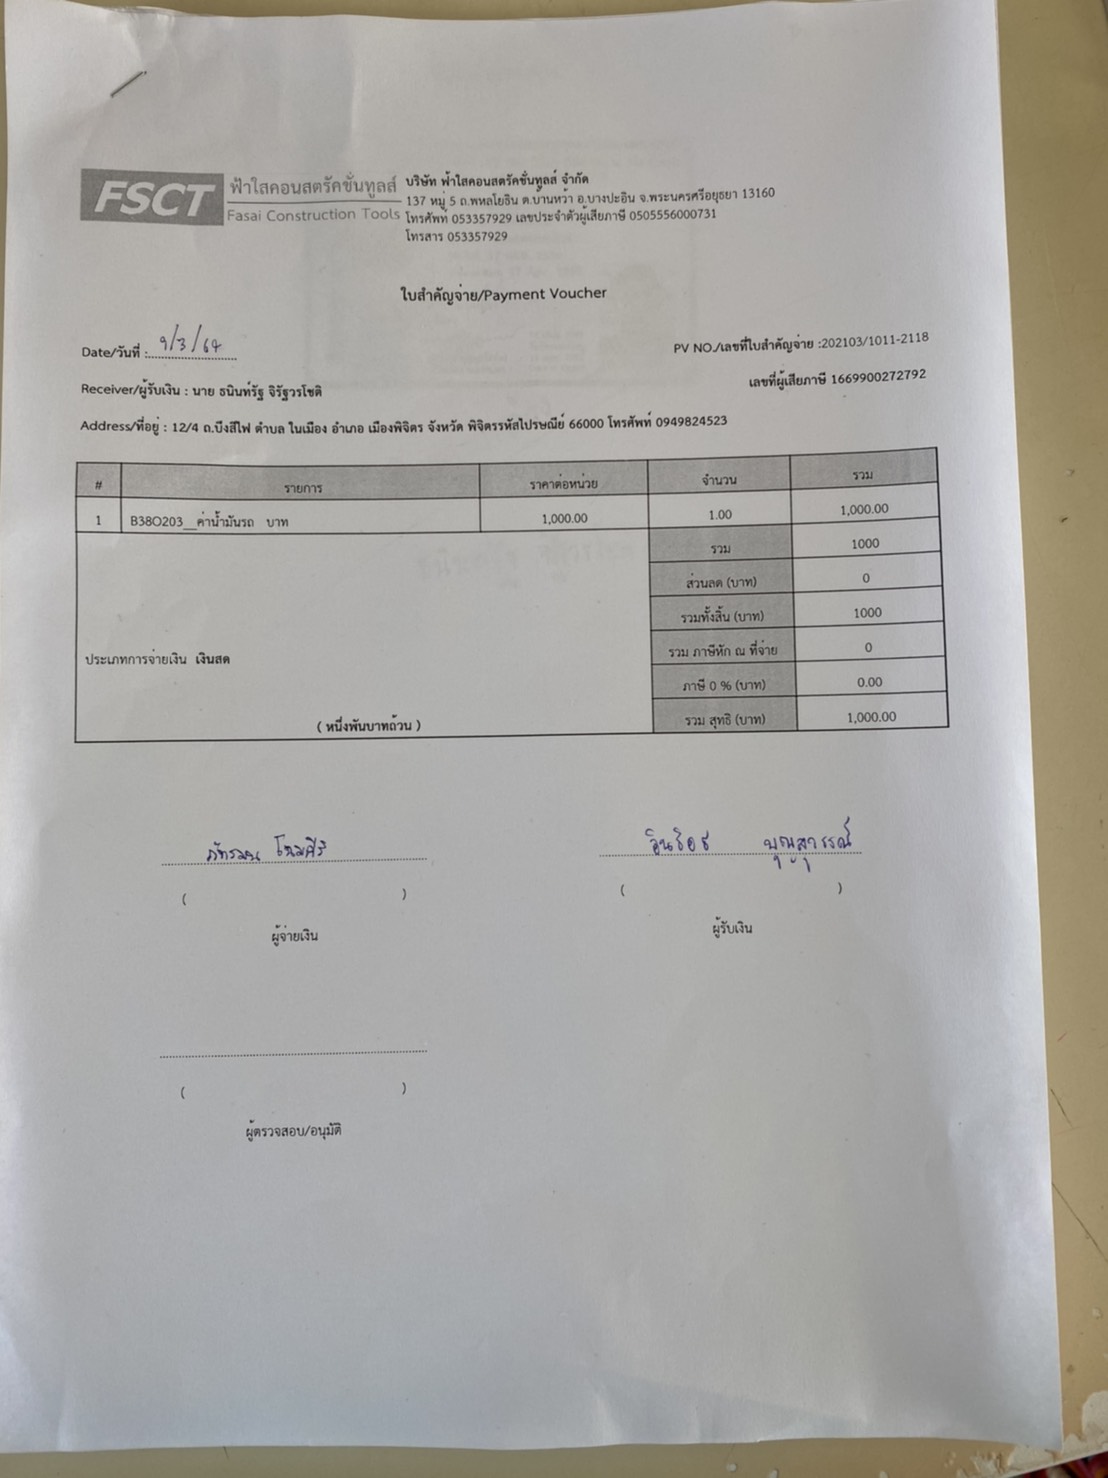 FSCT ฟ้าใสคอนสตรัคชั่นทูลส์
Fasai Construction Tools
บริษัท ฟ้าใสคอนสตรัคชั่นทูลส์ จำกัด
137 หมู่ 5 ถ.พหลโยธิน ต.บ้านหว้า อ.บางปะอิน จ.พระนครศรีอยุธยา 13160
โทรศัพท์ 053357929 เลขประจำตัวผู้เสียภาษี 0505556000731
โทรสาร 053357929
ใบสำคัญจ่าย/Payment Voucher
Date/วันที่ : 9/3/64
PV NO./เลขที่ใบสำคัญจ่าย :202103/1011-2118
Receiver/ผู้รับเงิน : นาย ธนินท์รัฐ จิรัฐวรโชติ
เลขที่ผู้เสียภาษี 1669900272792
Address/ที่อยู่ : 12/4 ถ.บึงสีไฟ ตำบล ในเมือง อำเภอ เมืองพิจิตร จังหวัด พิจิตรรหัสไปรษณีย์ 66000 โทรศัพท์ 0949824523
# รายการ ราคาต่อหน่วย จำนวน รวม
1 B38O203__ค่าน้ำมันรถ บาท 1,000.00 1.00 1,000.00
รวม 1000
ส่วนลด (บาท) 0
รวมทั้งสิ้น (บาท) 1000
ประเภทการจ่ายเงิน เงินสด
รวม ภาษีหัก ณ ที่จ่าย 0
ภาษี 0 % (บาท) 0.00
( หนึ่งพันบาทถ้วน )
รวม สุทธิ (บาท) 1,000.00
( )
( )
ผู้จ่ายเงิน
ผู้รับเงิน
( )
ผู้ตรวจสอบ/อนุมัติ